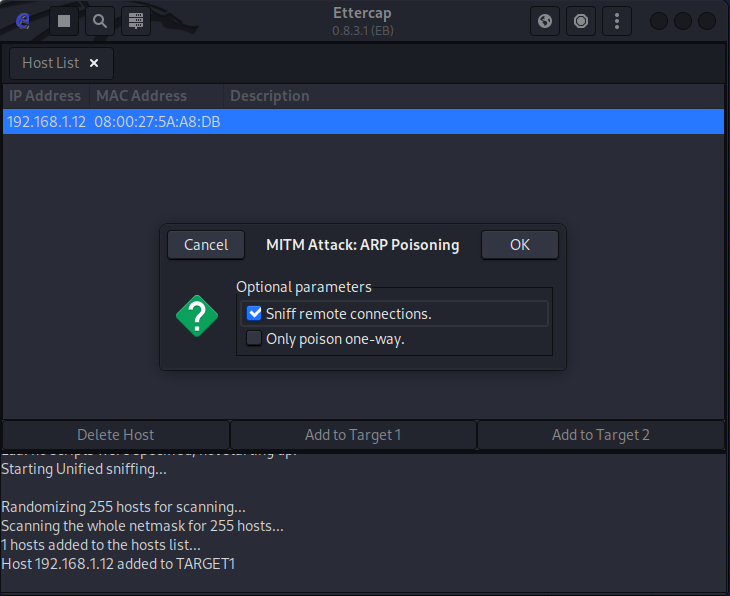 Ettercap
0.8.3.1 (EB)
Host List ×
IP Address MAC Address Description
192.168.1.12 08:00:27:5A:A8:DB
Cancel MITM Attack: ARP Poisoning OK
Optional parameters
Sniff remote connections.
Only poison one-way.
Delete Host Add to Target 1 Add to Target 2
Starting Unified sniffing...
Randomizing 255 hosts for scanning...
Scanning the whole netmask for 255 hosts...
1 hosts added to the hosts list...
Host 192.168.1.12 added to TARGET1